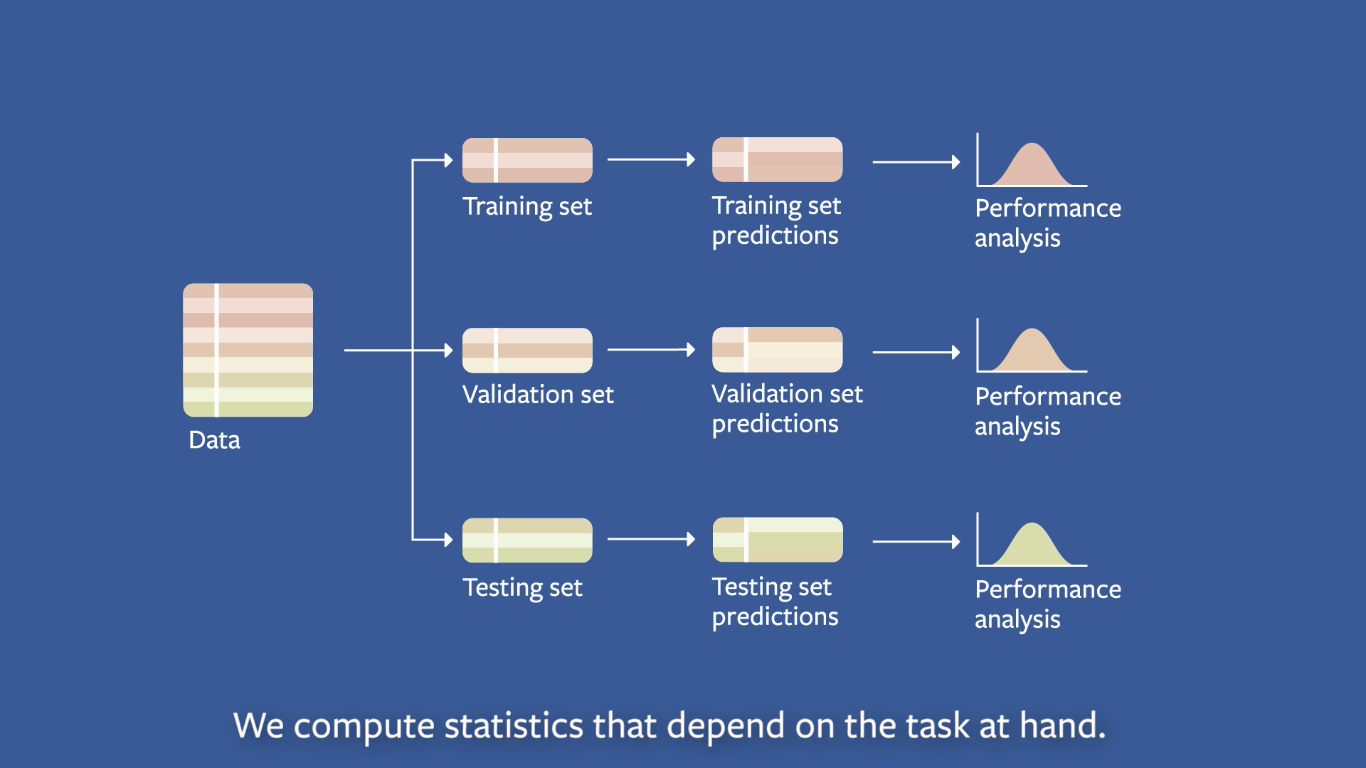 Training set
Training set
predictions
Performance
analysis
Data
Validation set
Validation set
predictions
Performance
analysis
Testing set
Testing set
predictions
Performance
analysis
We compute statistics that depend on the task at hand.